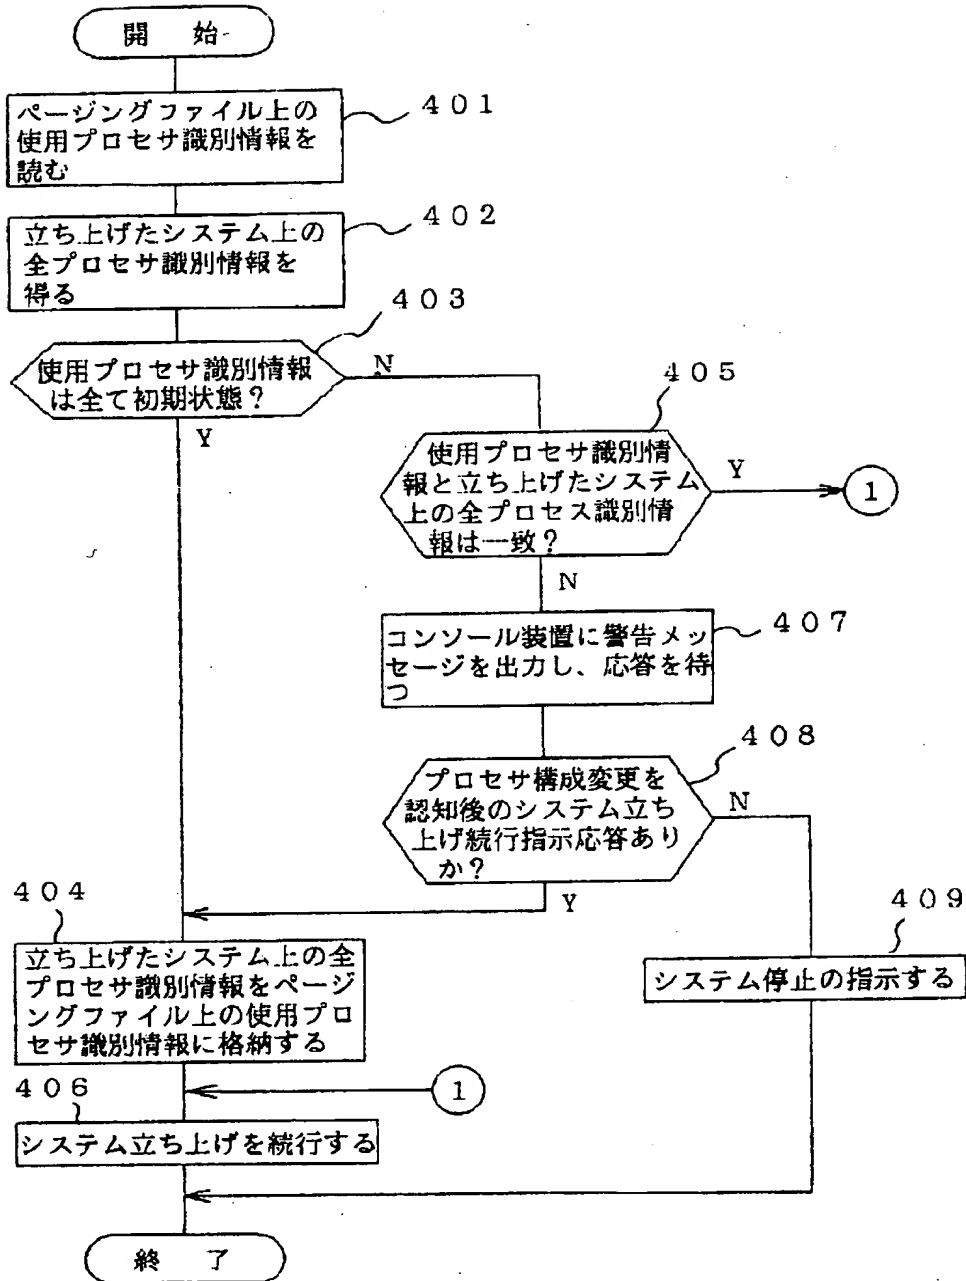 開 始
ページングファイル上の
使用プロセサ識別情報を
読む
401
立ち上げたシステム上の
全プロセサ識別情報を
得る
402
403
使用プロセサ識別情報
は全て初期状態?
N
Y
405
使用プロセサ識別情
報と立ち上げたシステム
上の全プロセス識別情
報は一致?
Y
1
N
コンソール装置に警告メッ
セージを出力し、応答を待
つ
407
408
プロセサ構成変更を
認知後のシステム立ち
上げ続行指示応答あり
か?
N
Y
404
立ち上げたシステム上の全
プロセサ識別情報をページ
ングファイル上の使用プロ
セサ識別情報に格納する
409
システム停止の指示する
1
406
システム立ち上げを続行する
終 了